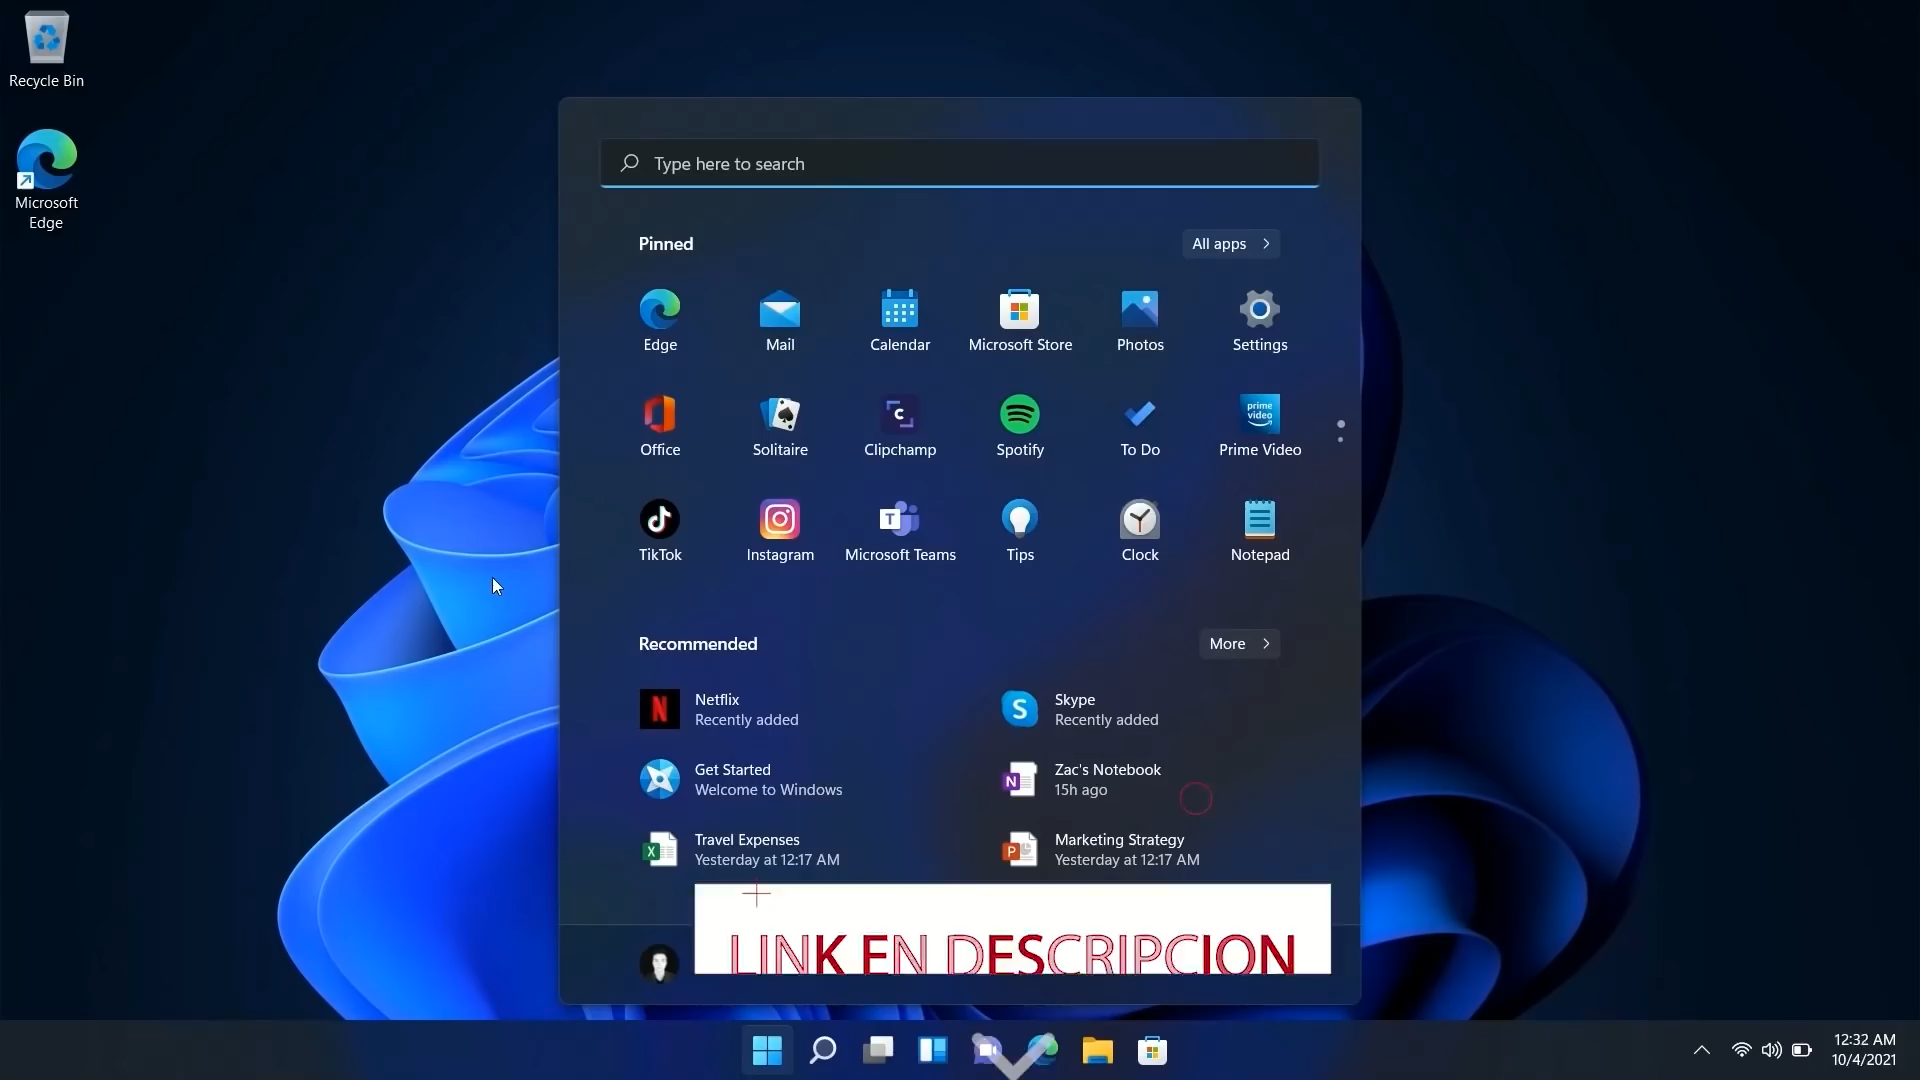 Recycle Bin
Microsoft
Edge
Type here to search
Pinned
All apps
Edge
Mail
Calendar
Microsoft Store
Photos
Settings
prime
video
Office
Solitaire
Clipchamp
Spotify
To Do
Prime Video
TikTok
Instagram
Microsoft Teams
Tips
Clock
Notepad
Recommended
More
Netflix
Recently added
Skype
Recently added
Get Started
Welcome to Windows
Zac's Notebook
15h ago
Travel Expenses
Yesterday at 12:17 AM
Marketing Strategy
Yesterday at 12:17 AM
LINK EN DESCRIPCION
12:32 AM
10/4/2021